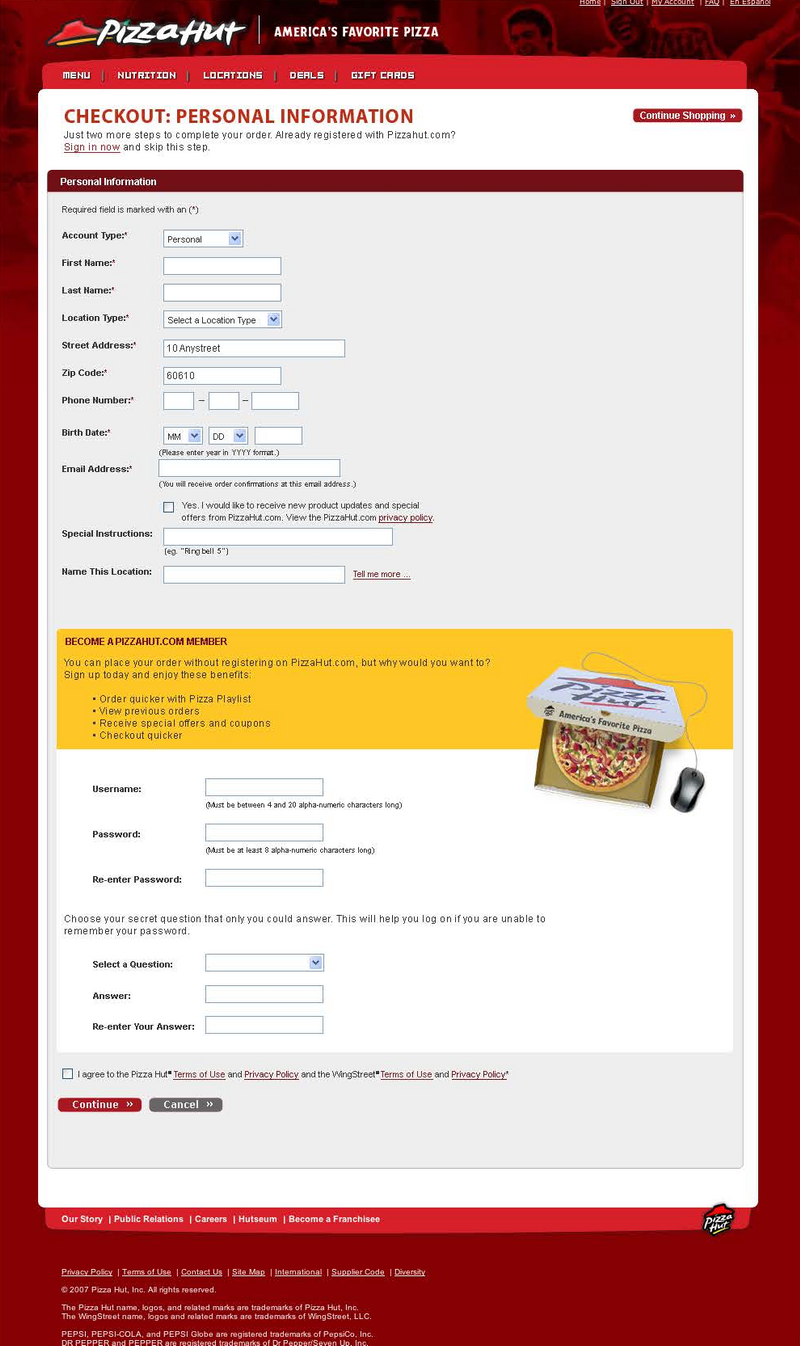 Home | Sign Out | My Account | FAQ | En Español
Pizza Hut
AMERICA'S FAVORITE PIZZA
MENU | NUTRITION | LOCATIONS | DEALS | GIFT CARDS
CHECKOUT: PERSONAL INFORMATION
Continue Shopping »
Just two more steps to complete your order. Already registered with Pizzahut.com?
Sign in now and skip this step.
Personal Information
Required field is marked with an (*)
Account Type:* Personal
First Name:*
Last Name:*
Location Type:* Select a Location Type
Street Address:* 10 Anystreet
Zip Code:* 60610
Phone Number:* – –
Birth Date:* MM DD
(Please enter year in YYYY format.)
Email Address:*
(You will receive order confirmations at this email address.)
Yes. I would like to receive new product updates and special
offers from PizzaHut.com. View the PizzaHut.com privacy policy.
Special Instructions:
(eg. "Ring bell 5")
Name This Location: Tell me more ...
BECOME A PIZZAHUT.COM MEMBER
You can place your order without registering on PizzaHut.com, but why would you want to?
Sign up today and enjoy these benefits:
• Order quicker with Pizza Playlist
• View previous orders
• Receive special offers and coupons
• Checkout quicker
Pizza Hut
America's Favorite Pizza
Username:
(Must be between 4 and 20 alpha-numeric characters long)
Password:
(Must be at least 8 alpha-numeric characters long)
Re-enter Password:
Choose your secret question that only you could answer. This will help you log on if you are unable to
remember your password.
Select a Question:
Answer:
Re-enter Your Answer:
I agree to the Pizza Hut Terms of Use and Privacy Policy and the WingStreet Terms of Use and Privacy Policy*
Continue » Cancel »
Our Story | Public Relations | Careers | Hutseum | Become a Franchisee
Pizza Hut
Privacy Policy | Terms of Use | Contact Us | Site Map | International | Supplier Code | Diversity
© 2007 Pizza Hut, Inc. All rights reserved.
The Pizza Hut name, logos, and related marks are trademarks of Pizza Hut, Inc.
The WingStreet name, logos and related marks are trademarks of WingStreet, LLC.
PEPSI, PEPSI-COLA, and PEPSI Globe are registered trademarks of PepsiCo, Inc.
DR PEPPER and PEPPER are registered trademarks of Dr Pepper/Seven Up, Inc.